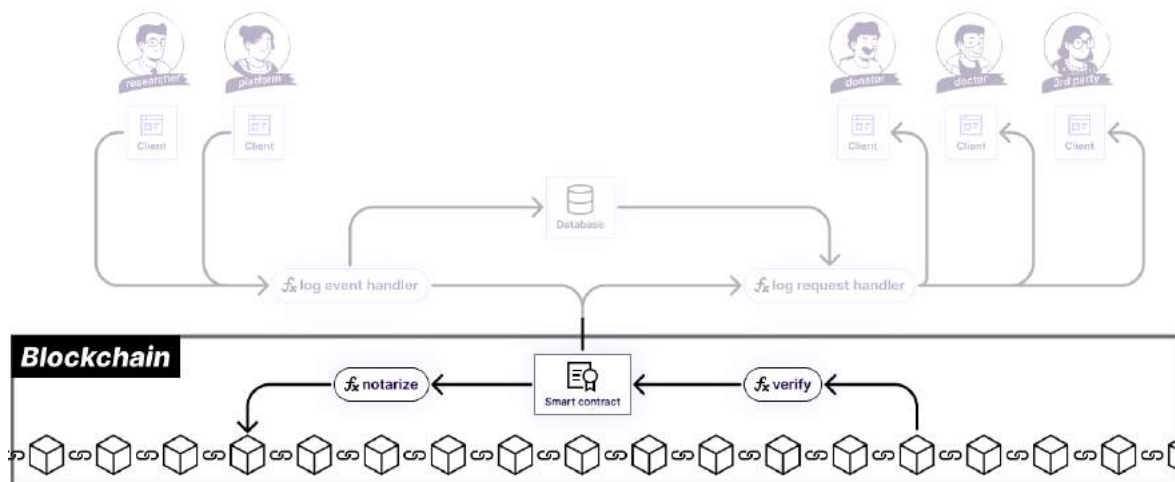 researcher
platform
donator
doctor
3rd party
Client
Client
Client
Client
Client
Database
fx log event handler
fx log request handler
Blockchain
fx notarize
Smart contract
fx verify